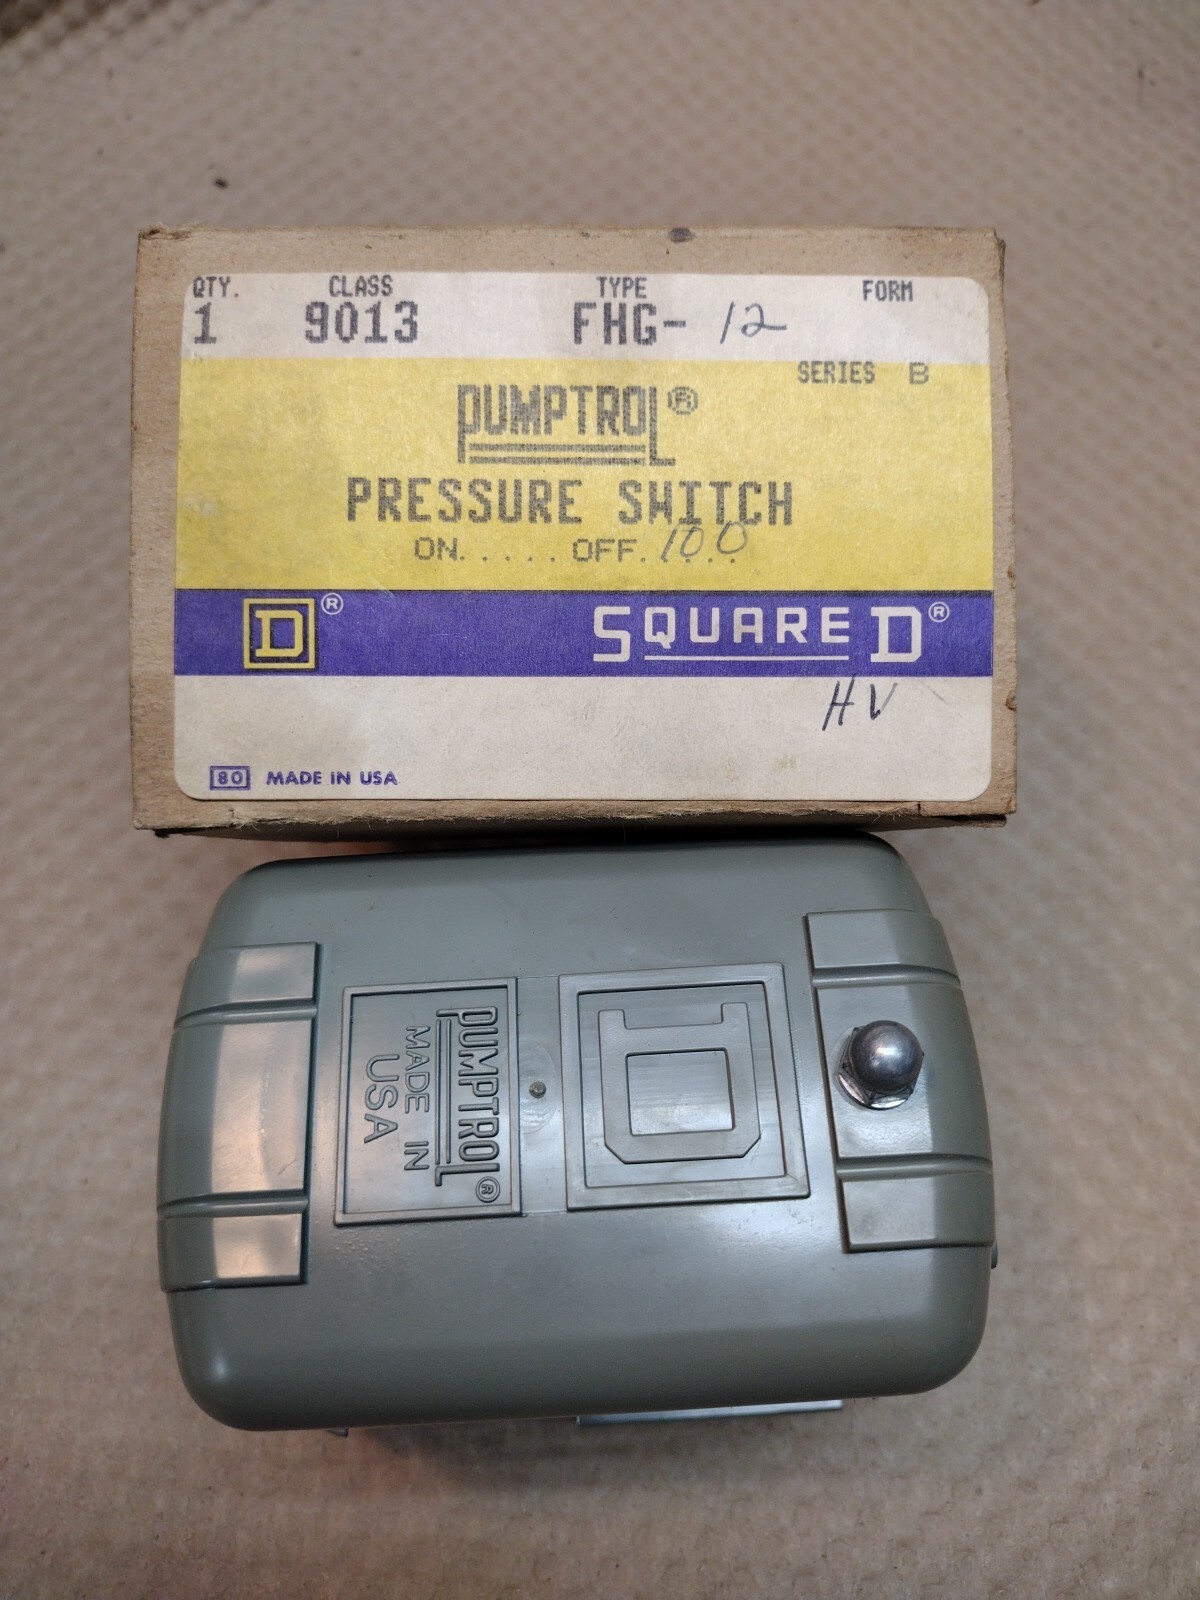 QTY. CLASS TYPE FORM
1 9013 FHG- 12
SERIES B
PUMPTROL®
PRESSURE SWITCH
ON. . . . . OFF. 100 . . . .
D® SQUARE D®
HV
80 MADE IN USA
PUMPTROL®
MADE IN
USA
D